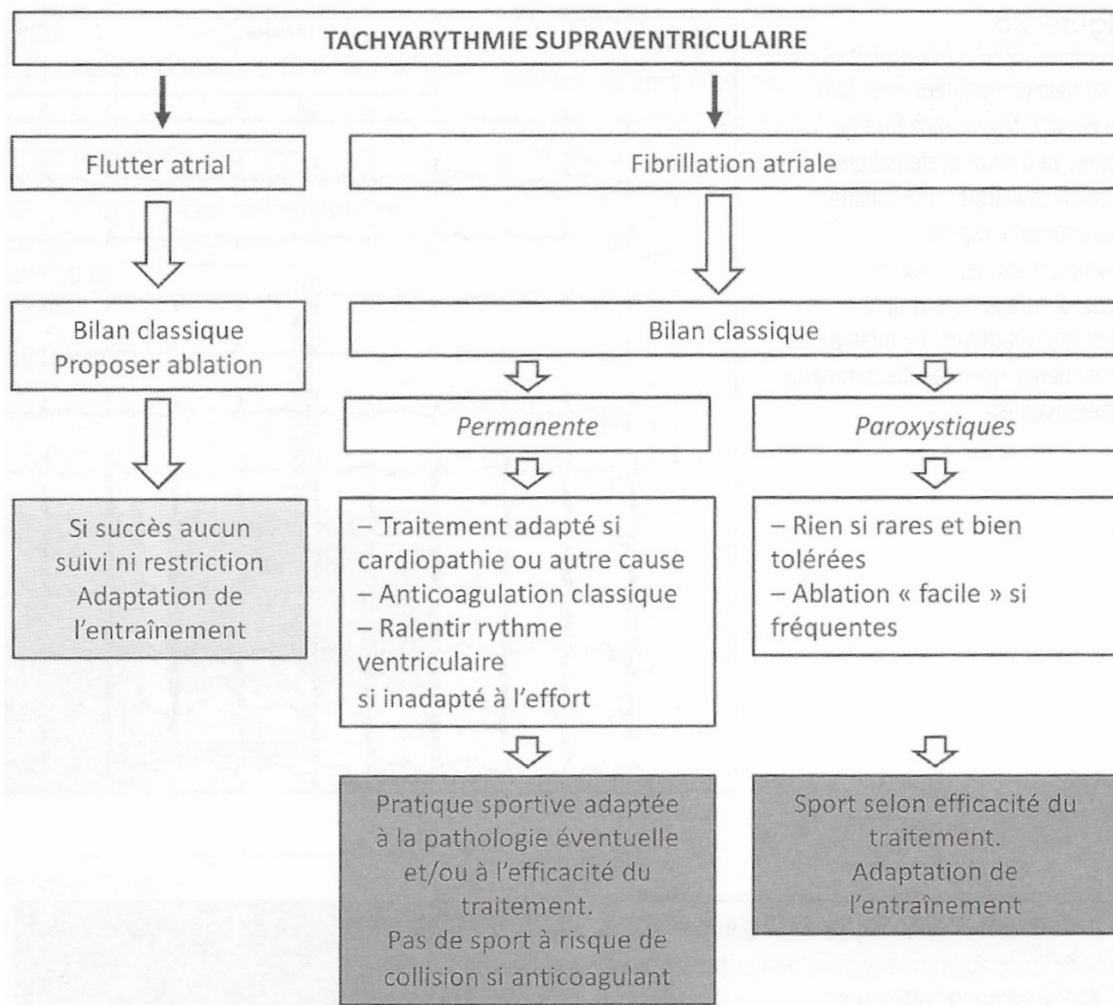 TACHYARYTHMIE SUPRAVENTRICULAIRE
Flutter atrial
Fibrillation atriale
Bilan classique
Proposer ablation
Bilan classique
Permanente
Paroxystiques
Si succès aucun
suivi ni restriction
Adaptation de
l'entraînement
– Traitement adapté si
cardiopathie ou autre cause
– Anticoagulation classique
– Ralentir rythme
ventriculaire
si inadapté à l'effort
– Rien si rares et bien
tolérées
– Ablation « facile » si
fréquentes
Pratique sportive adaptée
à la pathologie éventuelle
et/ou à l'efficacité du
traitement.
Pas de sport à risque de
collision si anticoagulant
Sport selon efficacité du
traitement.
Adaptation de
l'entraînement